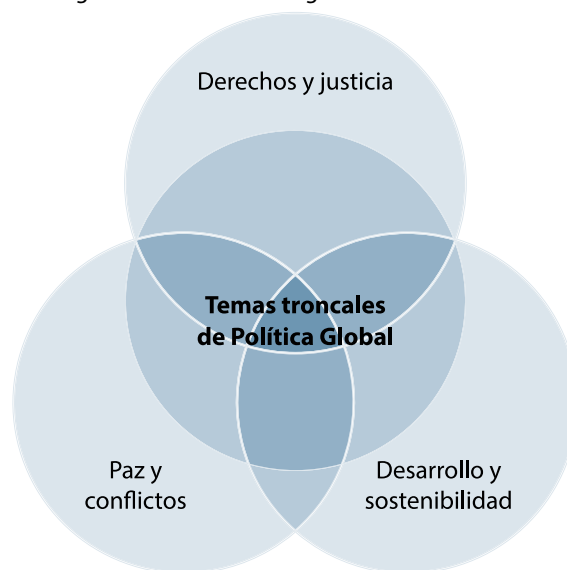 Derechos y justicia
Temas troncales
de Política Global
Paz y
conflictos
Desarrollo y
sostenibilidad